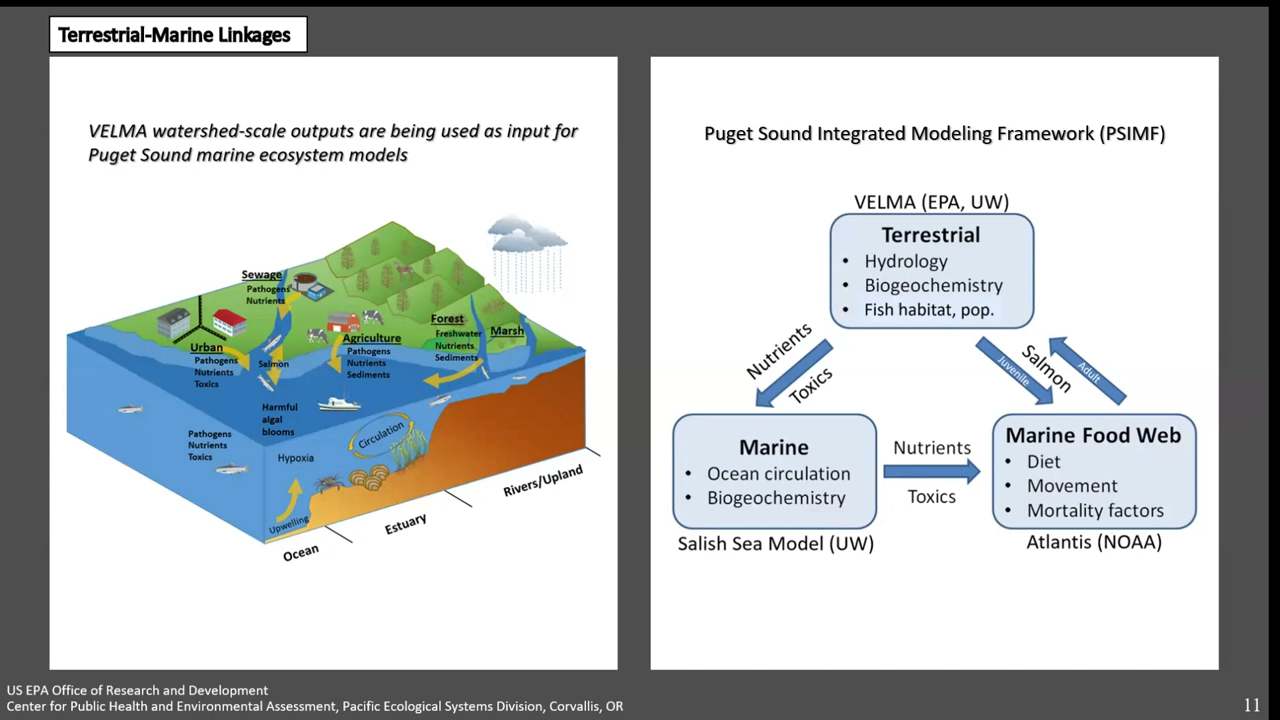 Terrestrial-Marine Linkages
VELMA watershed-scale outputs are being used as input for
Puget Sound marine ecosystem models
Sewage
Pathogens
Nutrients
Urban
Pathogens
Nutrients
Toxics
Salmon
Agriculture
Pathogens
Nutrients
Sediments
Forest
Freshwater
Nutrients
Sediments
Marsh
Harmful
algal
blooms
Pathogens
Nutrients
Toxics
Circulation
Hypoxia
Upwelling
Ocean
Estuary
Rivers/Upland
Puget Sound Integrated Modeling Framework (PSIMF)
VELMA (EPA, UW)
Terrestrial
• Hydrology
• Biogeochemistry
• Fish habitat, pop.
Nutrients
Toxics
Salmon
Juvenile
Adult
Marine
• Ocean circulation
• Biogeochemistry
Salish Sea Model (UW)
Nutrients
Toxics
Marine Food Web
• Diet
• Movement
• Mortality factors
Atlantis (NOAA)
US EPA Office of Research and Development
Center for Public Health and Environmental Assessment, Pacific Ecological Systems Division, Corvallis, OR
11